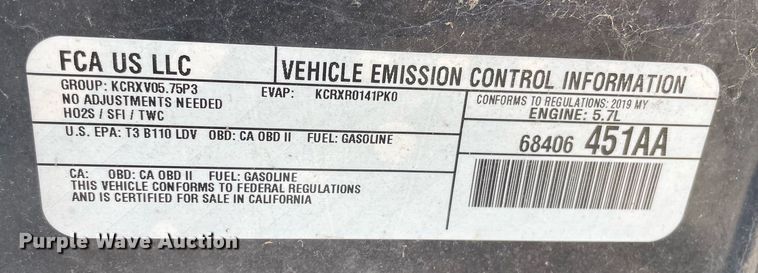 FCA US LLC
VEHICLE EMISSION CONTROL INFORMATION
GROUP: KCRXV05.75P3
EVAP: KCRXR0141PK0
NO ADJUSTMENTS NEEDED
HO2S / SFI / TWC
CONFORMS TO REGULATIONS: 2019 MY
ENGINE: 5.7L
U.S. EPA: T3 B110 LDV OBD: CA OBD II FUEL: GASOLINE
68406 451AA
CA: OBD: CA OBD II FUEL: GASOLINE
THIS VEHICLE CONFORMS TO FEDERAL REGULATIONS
AND IS CERTIFIED FOR SALE IN CALIFORNIA
Purple Wave Auction